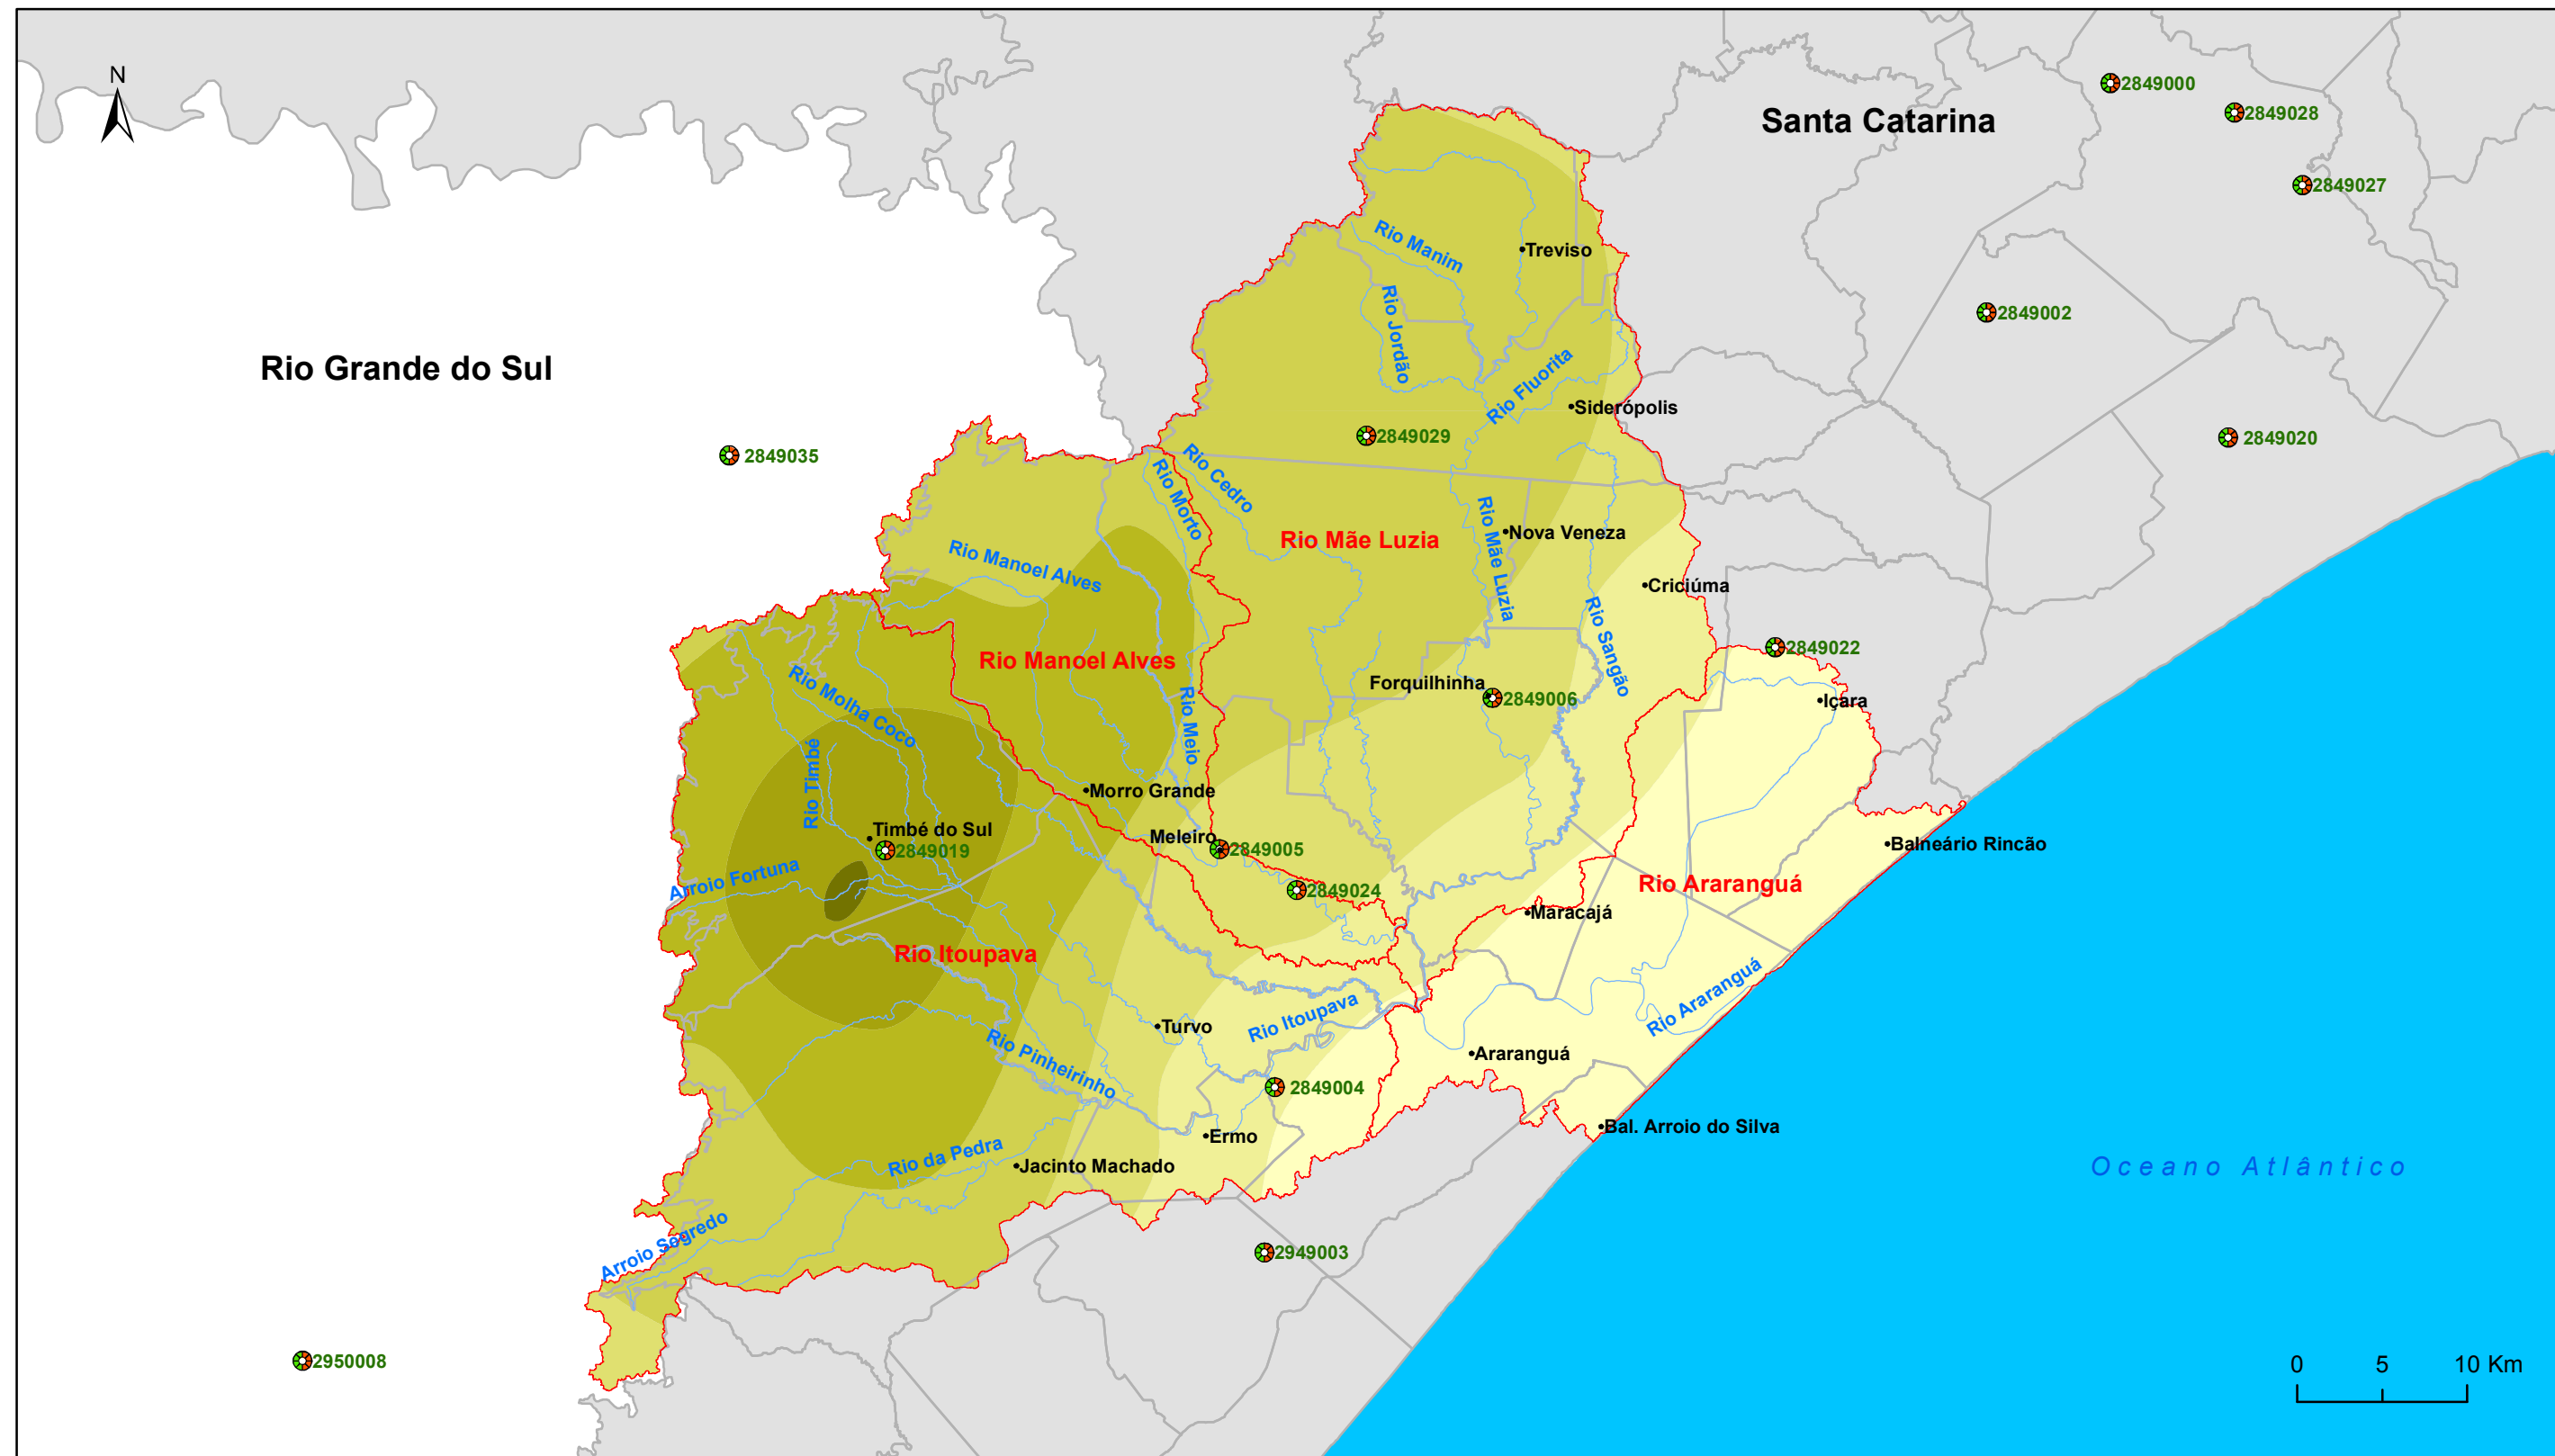 N
2849000
Santa Catarina
2849028
2849027
Rio Manim
Treviso
Rio Jordão
2849002
Rio Grande do Sul
Rio Fluorita
Siderópolis
2849029
2849020
2849035
Rio Cedro
Rio Morto
Rio Mãe Luzia
Rio Mãe Luzia
Nova Veneza
Rio Manoel Alves
Criciúma
Rio Sangão
Rio Manoel Alves
2849022
Rio Molha Coco
Rio Meio
Forquilhinha
2849006
Içara
Rio Timbé
Morro Grande
Timbé do Sul
2849019
Meleiro
2849005
Balneário Rincão
Arroio Fortuna
2849024
Rio Araranguá
Maracajá
Rio Itoupava
Rio Araranguá
Rio Itoupava
Turvo
Rio Pinheirinho
Araranguá
2849004
Bal. Arroio do Silva
Ermo
Rio da Pedra
Jacinto Machado
Oceano Atlântico
Arroio Segredo
2949003
2950008
0 5 10 Km